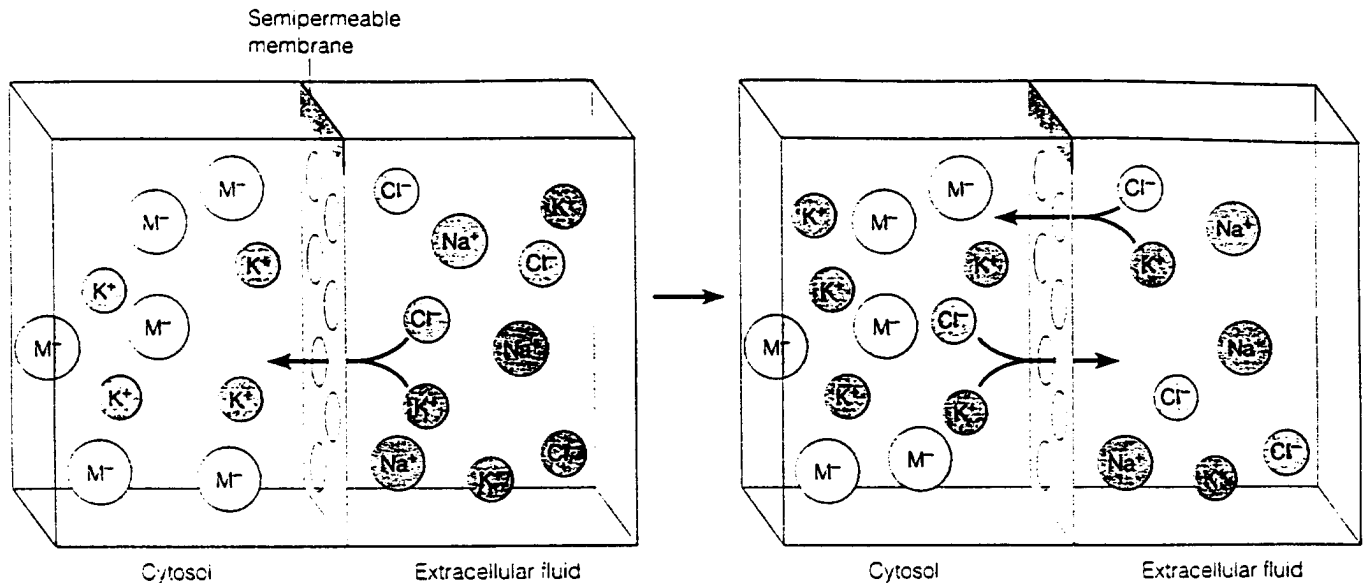 Semipermeable
membrane
M⁻
Cl⁻
K⁺
M⁻
Na⁺
K⁺
Cl⁻
K⁺
Cl⁻
M⁻
M⁻
Na⁺
K⁺
K⁺
K⁺
Cl⁻
Na⁺
M⁻
M⁻
K⁺
Cytosol
Extracellular fluid
M⁻
Cl⁻
K⁺
M⁻
Na⁺
K⁺
K⁺
K⁺
Cl⁻
M⁻
M⁻
Na⁺
K⁺
Cl⁻
K⁺
Cl⁻
M⁻
Na⁺
M⁻
K⁺
Cytosol
Extracellular fluid